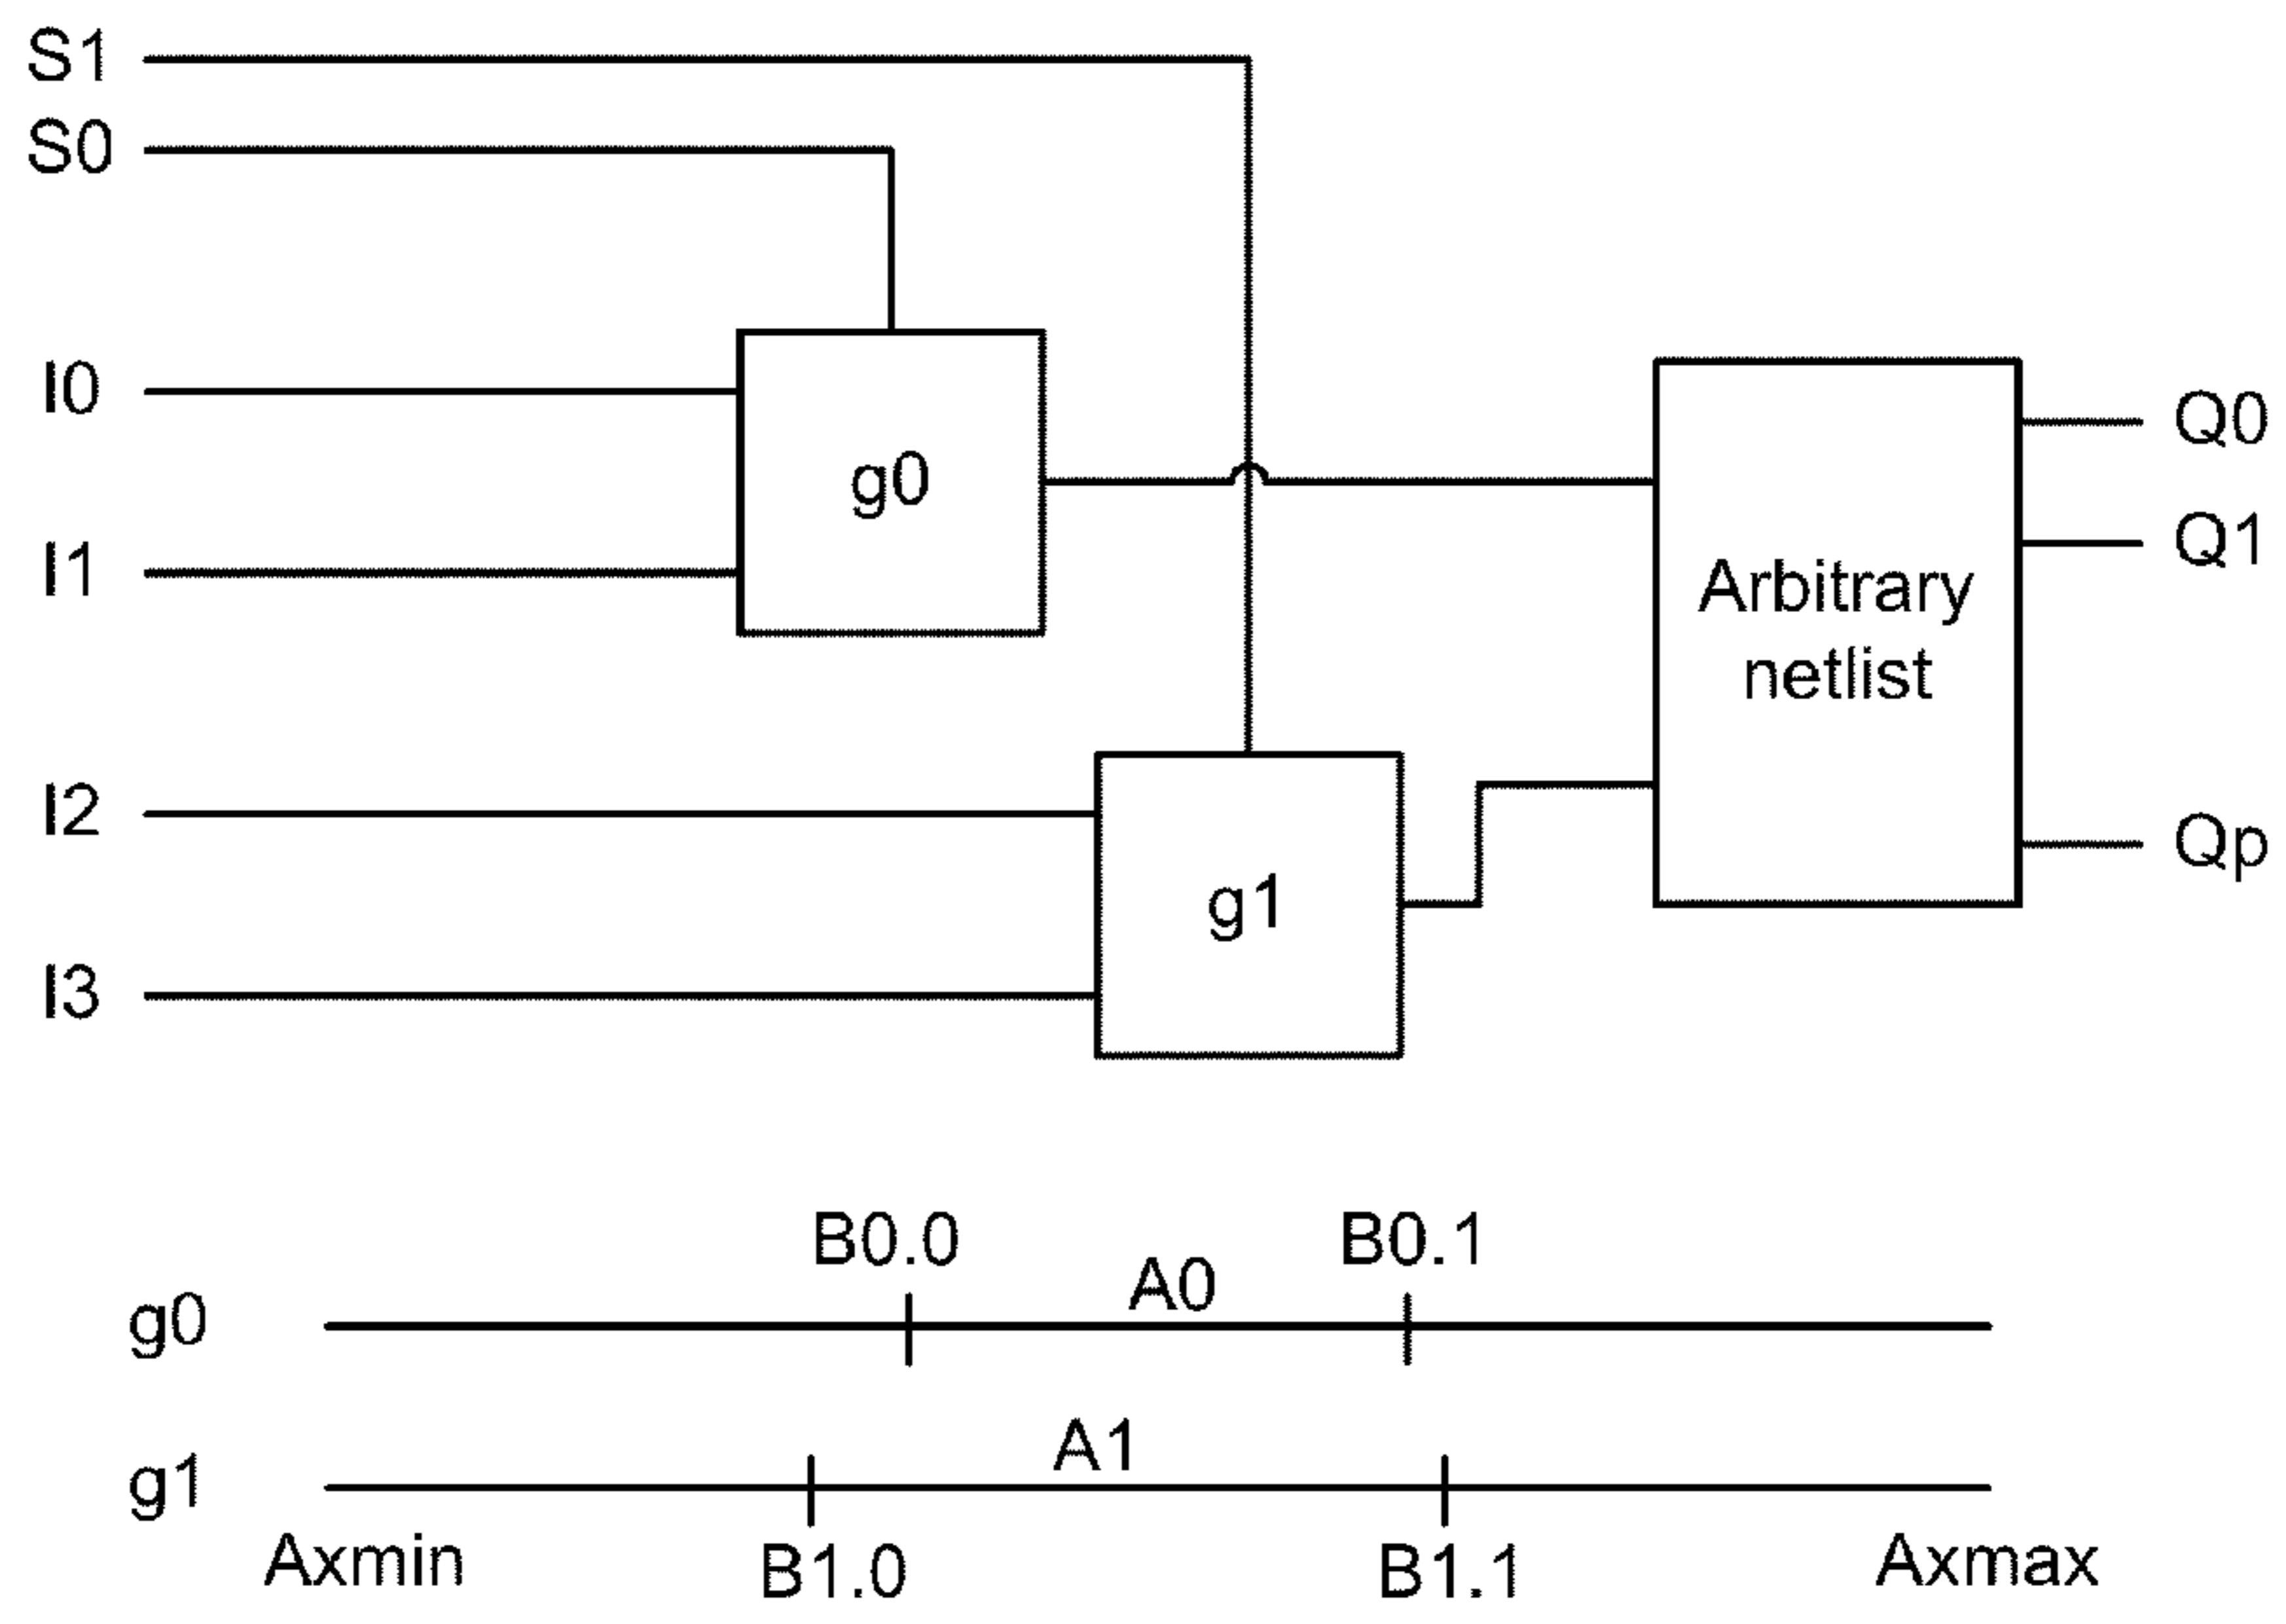 S1
S0
I0
I1
g0
Q0
Q1
Arbitrary
netlist
I2
I3
g1
Qp
B0.0
A0
B0.1
g0
A1
g1
Axmin
B1.0
B1.1
Axmax